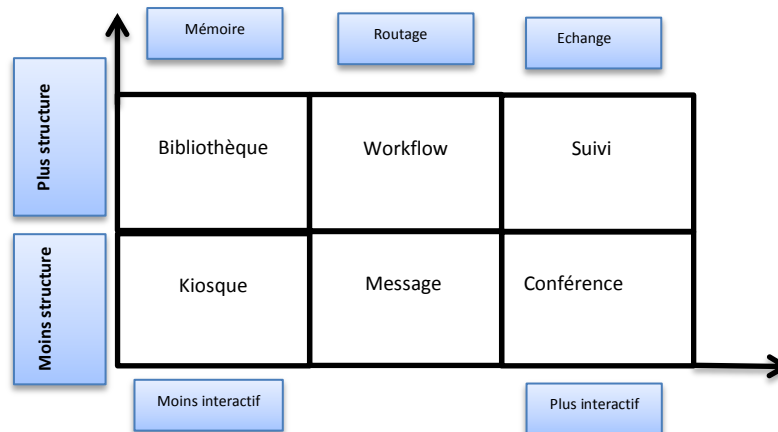 Mémoire
Routage
Echange
Plus structure
Bibliothèque
Workflow
Suivi
Moins structure
Kiosque
Message
Conférence
Moins interactif
Plus interactif